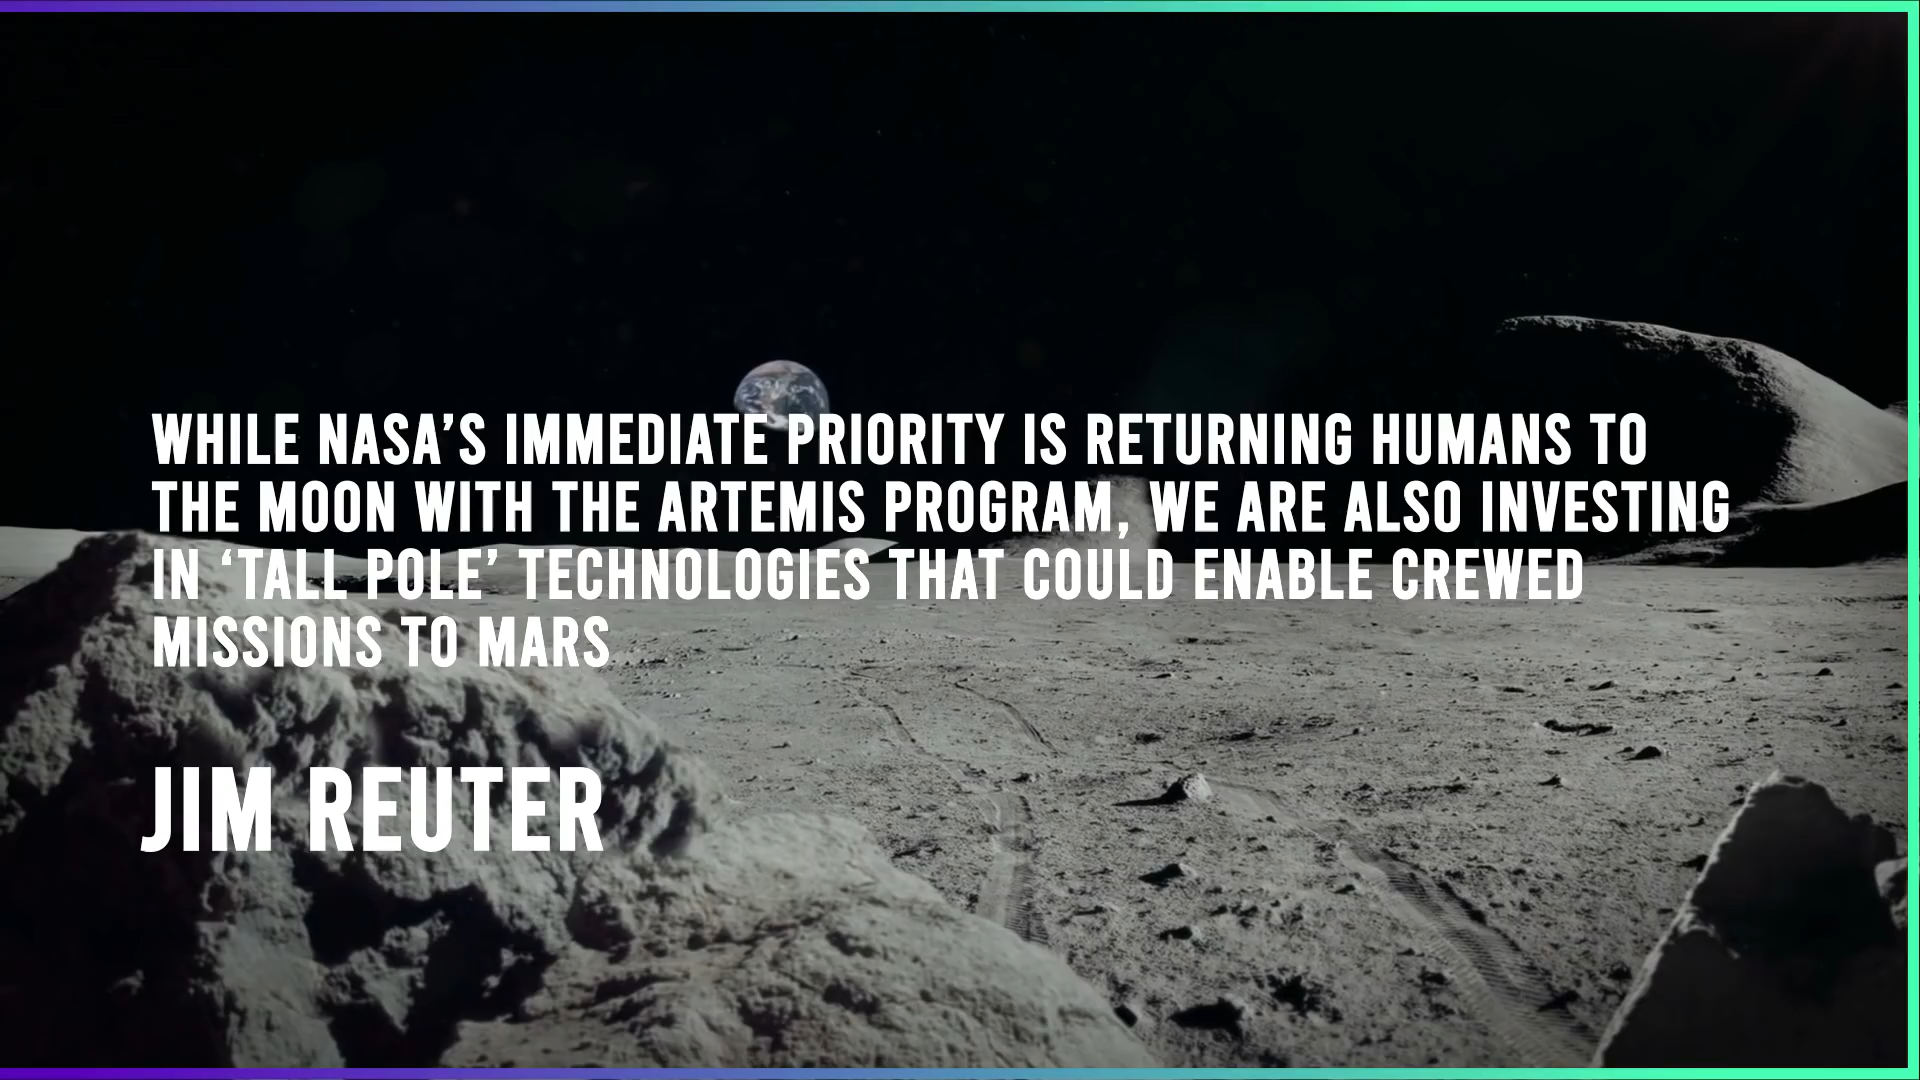 WHILE NASA’S IMMEDIATE PRIORITY IS RETURNING HUMANS TO
THE MOON WITH THE ARTEMIS PROGRAM, WE ARE ALSO INVESTING
IN ‘TALL POLE’ TECHNOLOGIES THAT COULD ENABLE CREWED
MISSIONS TO MARS
JIM REUTER